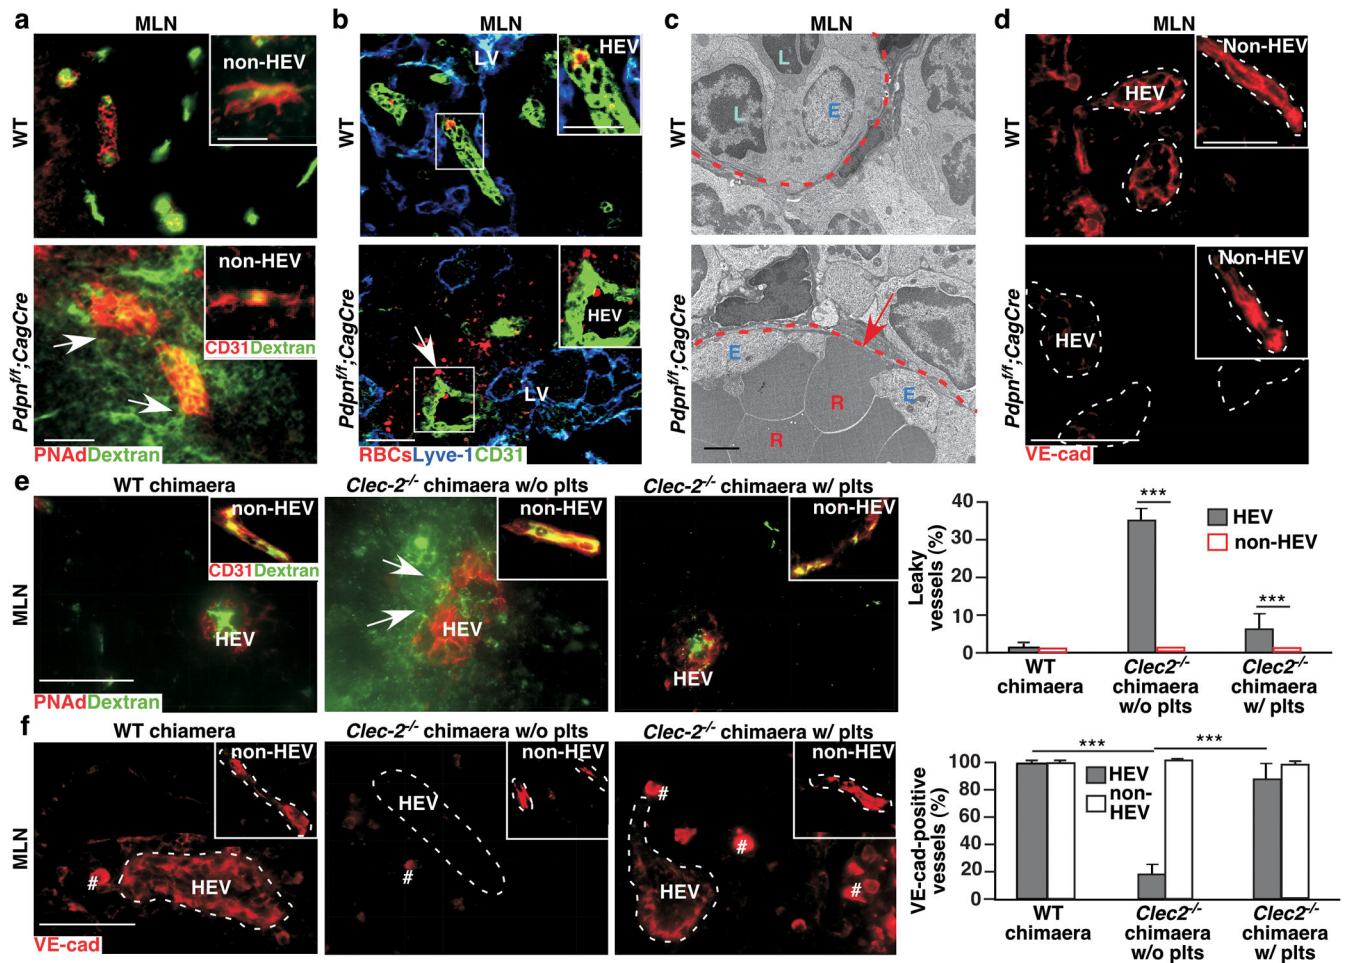 a
MLN
WT
non-HEV
Pdpnf/f;CagCre
non-HEV
CD31Dextran
PNAdDextran
b
MLN
WT
LV
HEV
Pdpnf/f;CagCre
HEV
LV
RBCsLyve-1CD31
c
MLN
WT
L
L
E
Pdpnf/f;CagCre
E
E
R
R
d
MLN
WT
HEV
Non-HEV
Pdpnf/f;CagCre
HEV
Non-HEV
VE-cad
e
MLN
WT chimaera
non-HEV
CD31Dextran
HEV
PNAdDextran
Clec-2-/- chimaera w/o plts
non-HEV
HEV
Clec-2-/- chimaera w/ plts
non-HEV
HEV
Leaky
vessels (%)
40
30
20
10
0
***
***
HEV
non-HEV
WT
chimaera
Clec2-/-
chimaera
w/o plts
Clec2-/-
chimaera
w/ plts
f
MLN
WT chiamera
non-HEV
HEV
#
VE-cad
Clec-2-/- chimaera w/o plts
non-HEV
HEV
#
Clec-2-/- chimaera w/ plts
non-HEV
#
#
HEV
#
VE-cad-positive
vessels (%)
100
80
60
40
20
0
***
***
HEV
non-
HEV
WT
chimaera
Clec2-/-
chimaera
w/o plts
Clec2-/-
chimaera
w/ plts